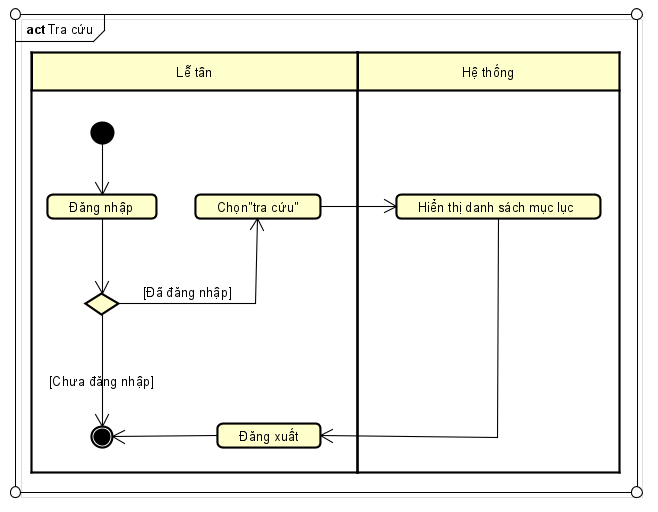 act Tra cứu
Lễ tân
Hệ thống
Đăng nhập
Chọn"tra cứu"
Hiển thị danh sách mục lục
[Đã đăng nhập]
[Chưa đăng nhập]
Đăng xuất